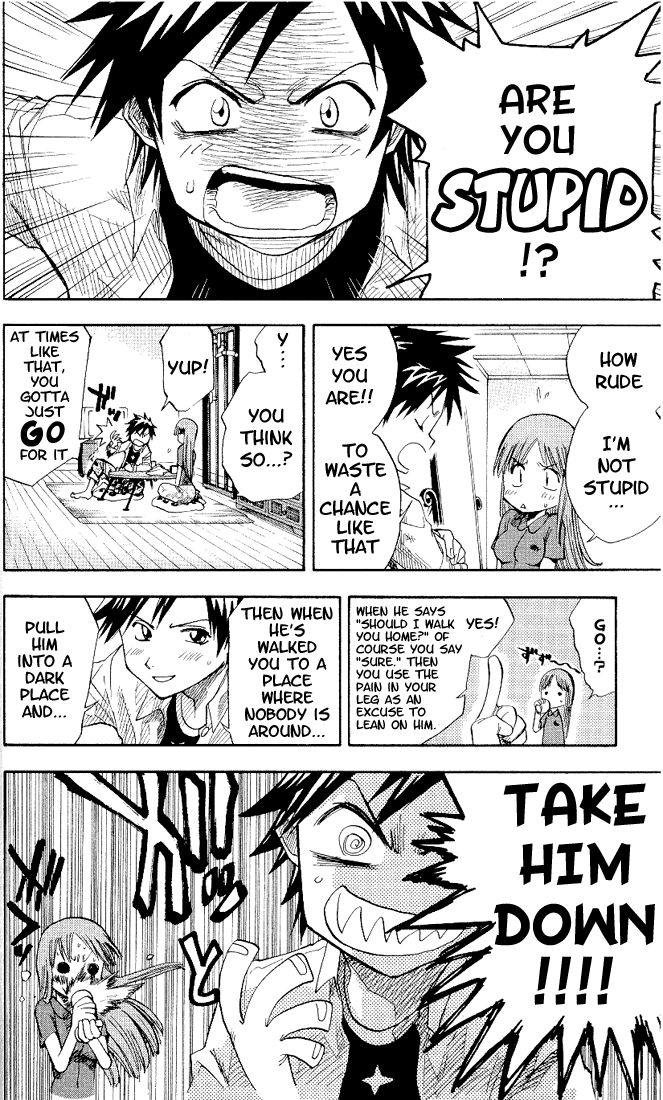 ARE
YOU
STUPID
!?
HOW
RUDE
I'M
NOT
STUPID
...
YES
YOU
ARE!!
TO
WASTE
A
CHANCE
LIKE
THAT
Y
...
YOU
THINK
SO...?
YUP!
AT TIMES
LIKE
THAT,
YOU
GOTTA
JUST
GO
FOR IT
GO
...?
YES!
WHEN HE SAYS
"SHOULD I WALK
YOU HOME?" OF
COURSE YOU SAY
"SURE." THEN
YOU USE THE
PAIN IN YOUR
LEG AS AN
EXCUSE TO
LEAN ON HIM.
THEN WHEN
HE'S
WALKED
YOU TO A
PLACE
WHERE
NOBODY IS
AROUND...
PULL
HIM
INTO A
DARK
PLACE
AND...
TAKE
HIM
DOWN
!!!!